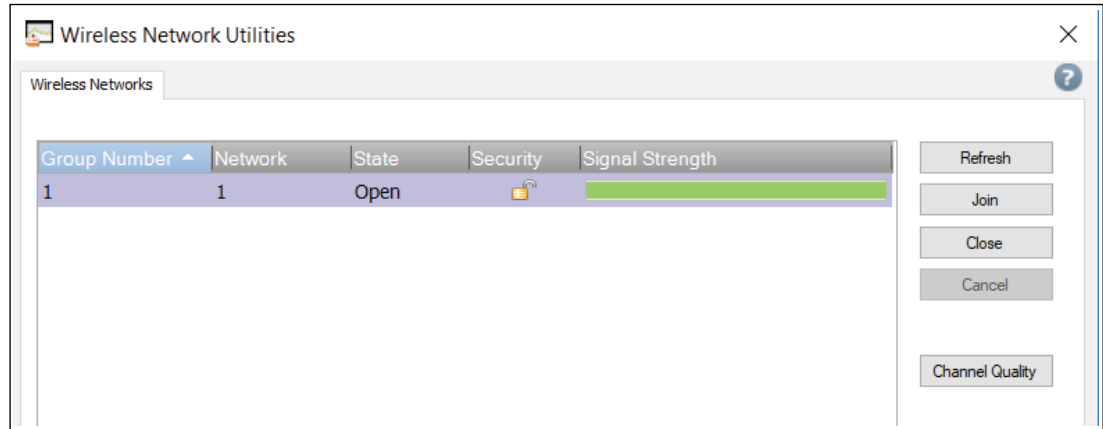 Wireless Network Utilities
?
Wireless Networks
Group Number Network State Security Signal Strength
1 1 Open
Refresh
Join
Close
Cancel
Channel Quality